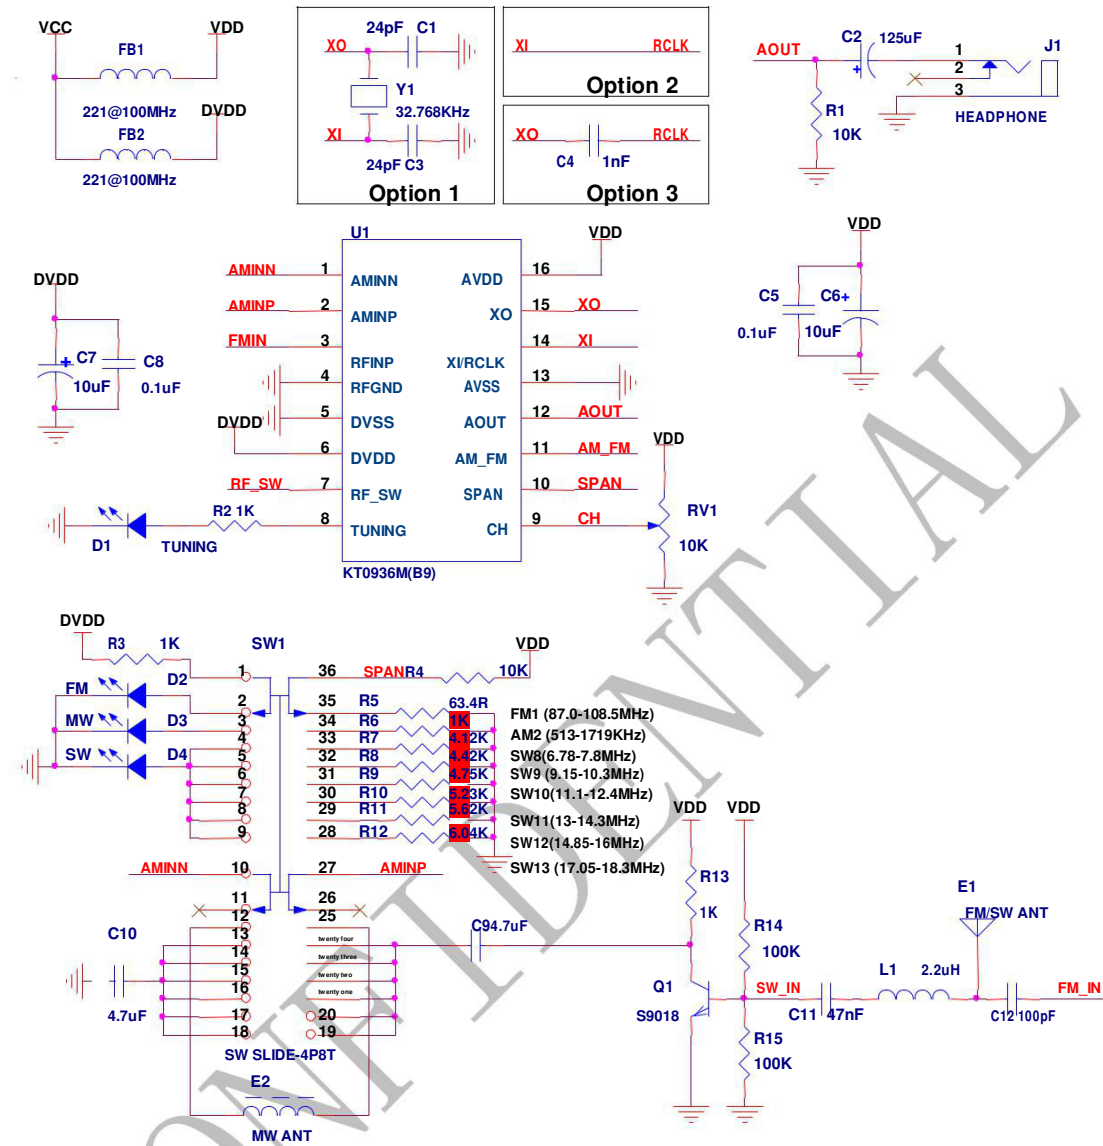 VCC
VDD
FB1
221@100MHz
DVDD
FB2
221@100MHz
XO
24pF
C1
Y1
32.768KHz
XI
24pF C3
Option 1
XI
RCLK
Option 2
XO
RCLK
C4
1nF
Option 3
AOUT
C2
125uF
+
R1
10K
1
2
3
J1
HEADPHONE
DVDD
+
C7
10uF
C8
0.1uF
U1
AMINN
1
AMINN
AMINP
2
AMINP
FMIN
3
RFINP
4
RFGND
5
DVSS
DVDD
6
DVDD
RF_SW
7
RF_SW
D1
TUNING
R2 1K
8
TUNING
VDD
16
AVDD
15
XO
XO
14
XI
XI/RCLK
13
AVSS
12
AOUT
AOUT
11
AM_FM
AM_FM
10
SPAN
SPAN
9
CH
CH
KT0936M(B9)
VDD
RV1
10K
VDD
C5
0.1uF
C6
+
10uF
DVDD
R3
1K
SW1
1
36
SPAN
R4
10K
VDD
FM
D2
2
35
R5
63.4R
FM1 (87.0-108.5MHz)
MW
D3
3
34
R6
1K
AM2 (513-1719KHz)
SW
D4
4
33
R7
4.12K
SW8(6.78-7.8MHz)
5
32
R8
4.42K
SW9 (9.15-10.3MHz)
6
31
R9
4.75K
SW10(11.1-12.4MHz)
7
30
R10
5.23K
SW11(13-14.3MHz)
8
29
R11
5.62K
SW12(14.85-16MHz)
9
28
R12
6.04K
SW13 (17.05-18.3MHz)
AMINN
10
27
AMINP
11
26
12
25
13
twenty four
14
twenty three
15
twenty two
16
twenty one
17
20
18
19
C10
4.7uF
SW SLIDE-4P8T
E2
MW ANT
C94.7uF
VDD
R13
1K
Q1
S9018
VDD
R14
100K
R15
100K
SW_IN
C11 47nF
L1
2.2uH
E1
FM/SW ANT
C12100pF
FM_IN
CONFIDENTIAL